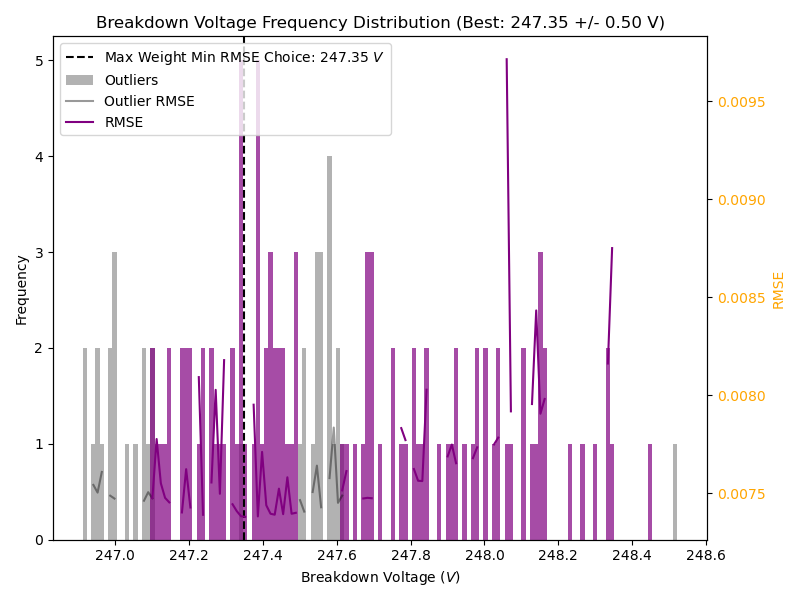 Breakdown Voltage Frequency Distribution (Best: 247.35 +/- 0.50 V)
Max Weight Min RMSE Choice: 247.35 V
Outliers
Outlier RMSE
RMSE
5
4
3
2
1
0
Frequency
0.0095
0.0090
0.0085
0.0080
0.0075
RMSE
247.0 247.2 247.4 247.6 247.8 248.0 248.2 248.4 248.6
Breakdown Voltage (V)